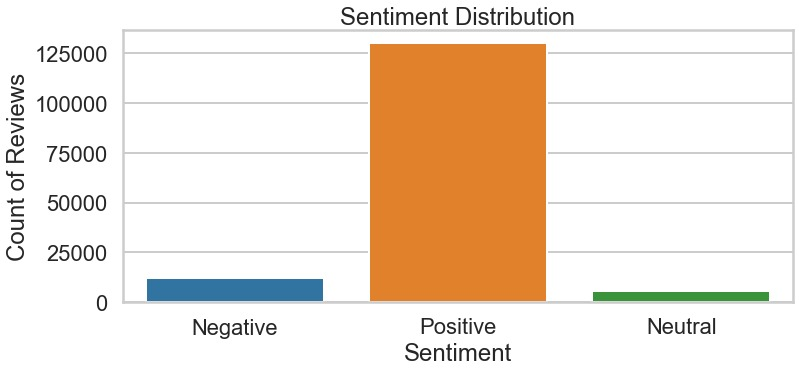 Sentiment Distribution
Count of Reviews
125000
100000
75000
50000
25000
0
Negative Positive Neutral
Sentiment